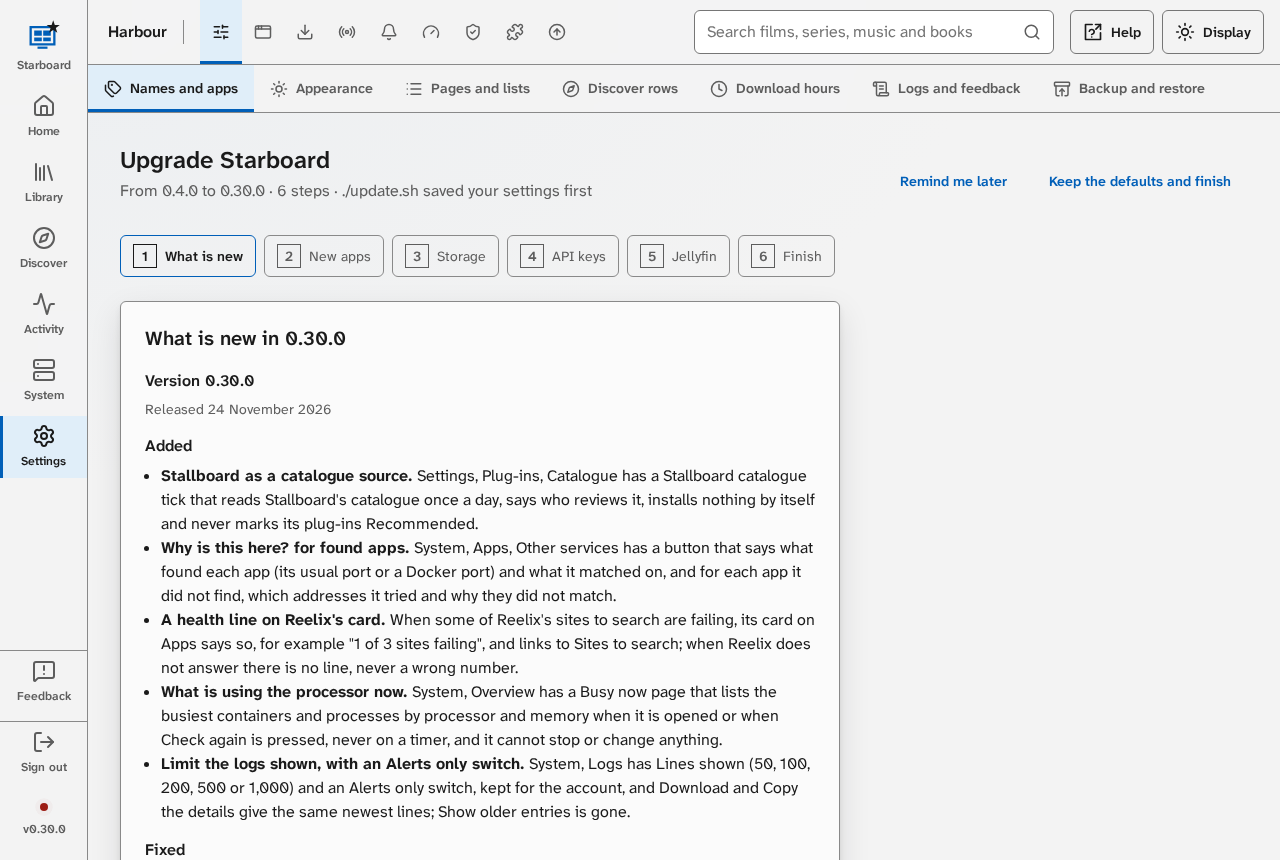 Starboard
Home
Library
Discover
Activity
System
Settings
Feedback
Sign out
v0.30.0
Harbour
Search films, series, music and books
Help
Display
Names and apps
Appearance
Pages and lists
Discover rows
Download hours
Logs and feedback
Backup and restore
Upgrade Starboard
From 0.4.0 to 0.30.0 · 6 steps · ./update.sh saved your settings first
Remind me later
Keep the defaults and finish
1 What is new
2 New apps
3 Storage
4 API keys
5 Jellyfin
6 Finish
What is new in 0.30.0
Version 0.30.0
Released 24 November 2026
Added
• Stallboard as a catalogue source. Settings, Plug-ins, Catalogue has a Stallboard catalogue
tick that reads Stallboard's catalogue once a day, says who reviews it, installs nothing by itself
and never marks its plug-ins Recommended.
• Why is this here? for found apps. System, Apps, Other services has a button that says what
found each app (its usual port or a Docker port) and what it matched on, and for each app it
did not find, which addresses it tried and why they did not match.
• A health line on Reelix's card. When some of Reelix's sites to search are failing, its card on
Apps says so, for example "1 of 3 sites failing", and links to Sites to search; when Reelix does
not answer there is no line, never a wrong number.
• What is using the processor now. System, Overview has a Busy now page that lists the
busiest containers and processes by processor and memory when it is opened or when
Check again is pressed, never on a timer, and it cannot stop or change anything.
• Limit the logs shown, with an Alerts only switch. System, Logs has Lines shown (50, 100,
200, 500 or 1,000) and an Alerts only switch, kept for the account, and Download and Copy
the details give the same newest lines; Show older entries is gone.
Fixed